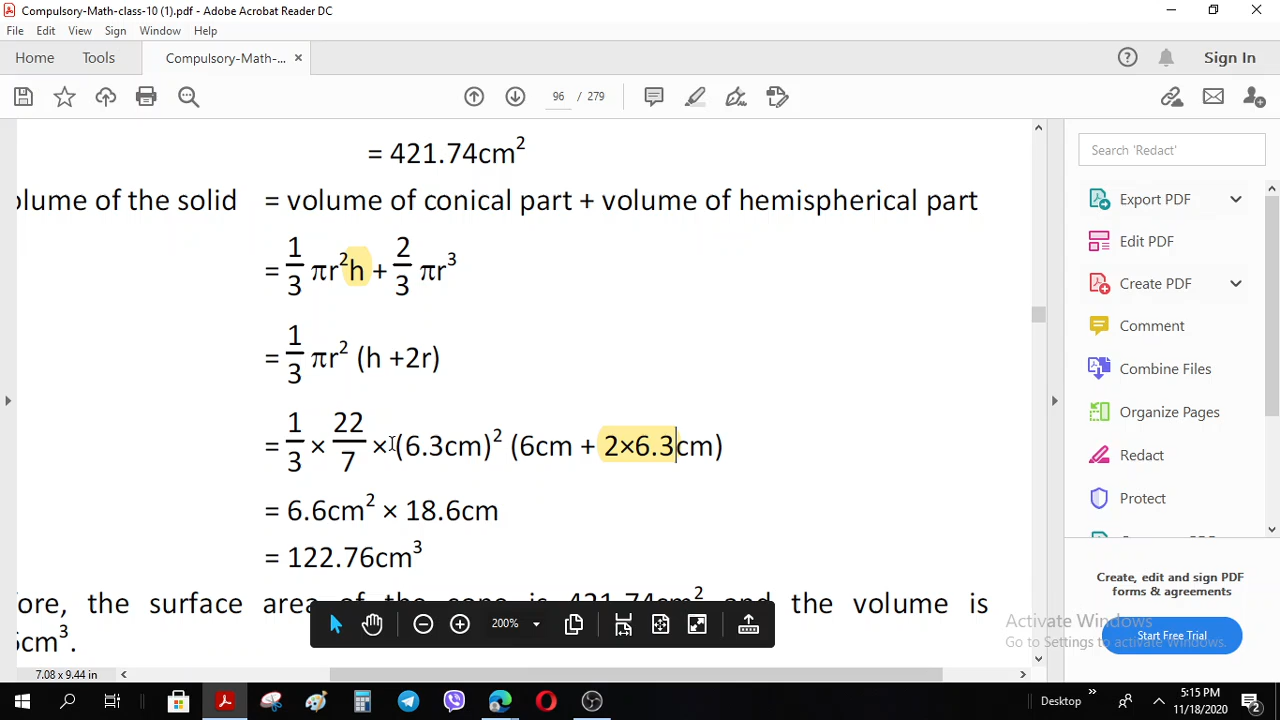 Compulsory-Math-class-10 (1).pdf - Adobe Acrobat Reader DC
File Edit View Sign Window Help
Home Tools Compulsory-Math-... × Sign In
96 / 279
= 421.74cm²
olume of the solid = volume of conical part + volume of hemispherical part
= 1/3 πr²h + 2/3 πr³
= 1/3 πr² (h +2r)
= 1/3 × 22/7 × (6.3cm)² (6cm + 2×6.3cm)
= 6.6cm² × 18.6cm
= 122.76cm³
ore, the surface area of the cone is 421.74cm² and the volume is
cm³.
200%
7.08 x 9.44 in
Search 'Redact'
Export PDF
Edit PDF
Create PDF
Comment
Combine Files
Organize Pages
Redact
Protect
Create, edit and sign PDF
forms & agreements
Start Free Trial
Activate Windows
Go to Settings to activate Windows.
Desktop
5:15 PM
11/18/2020
2